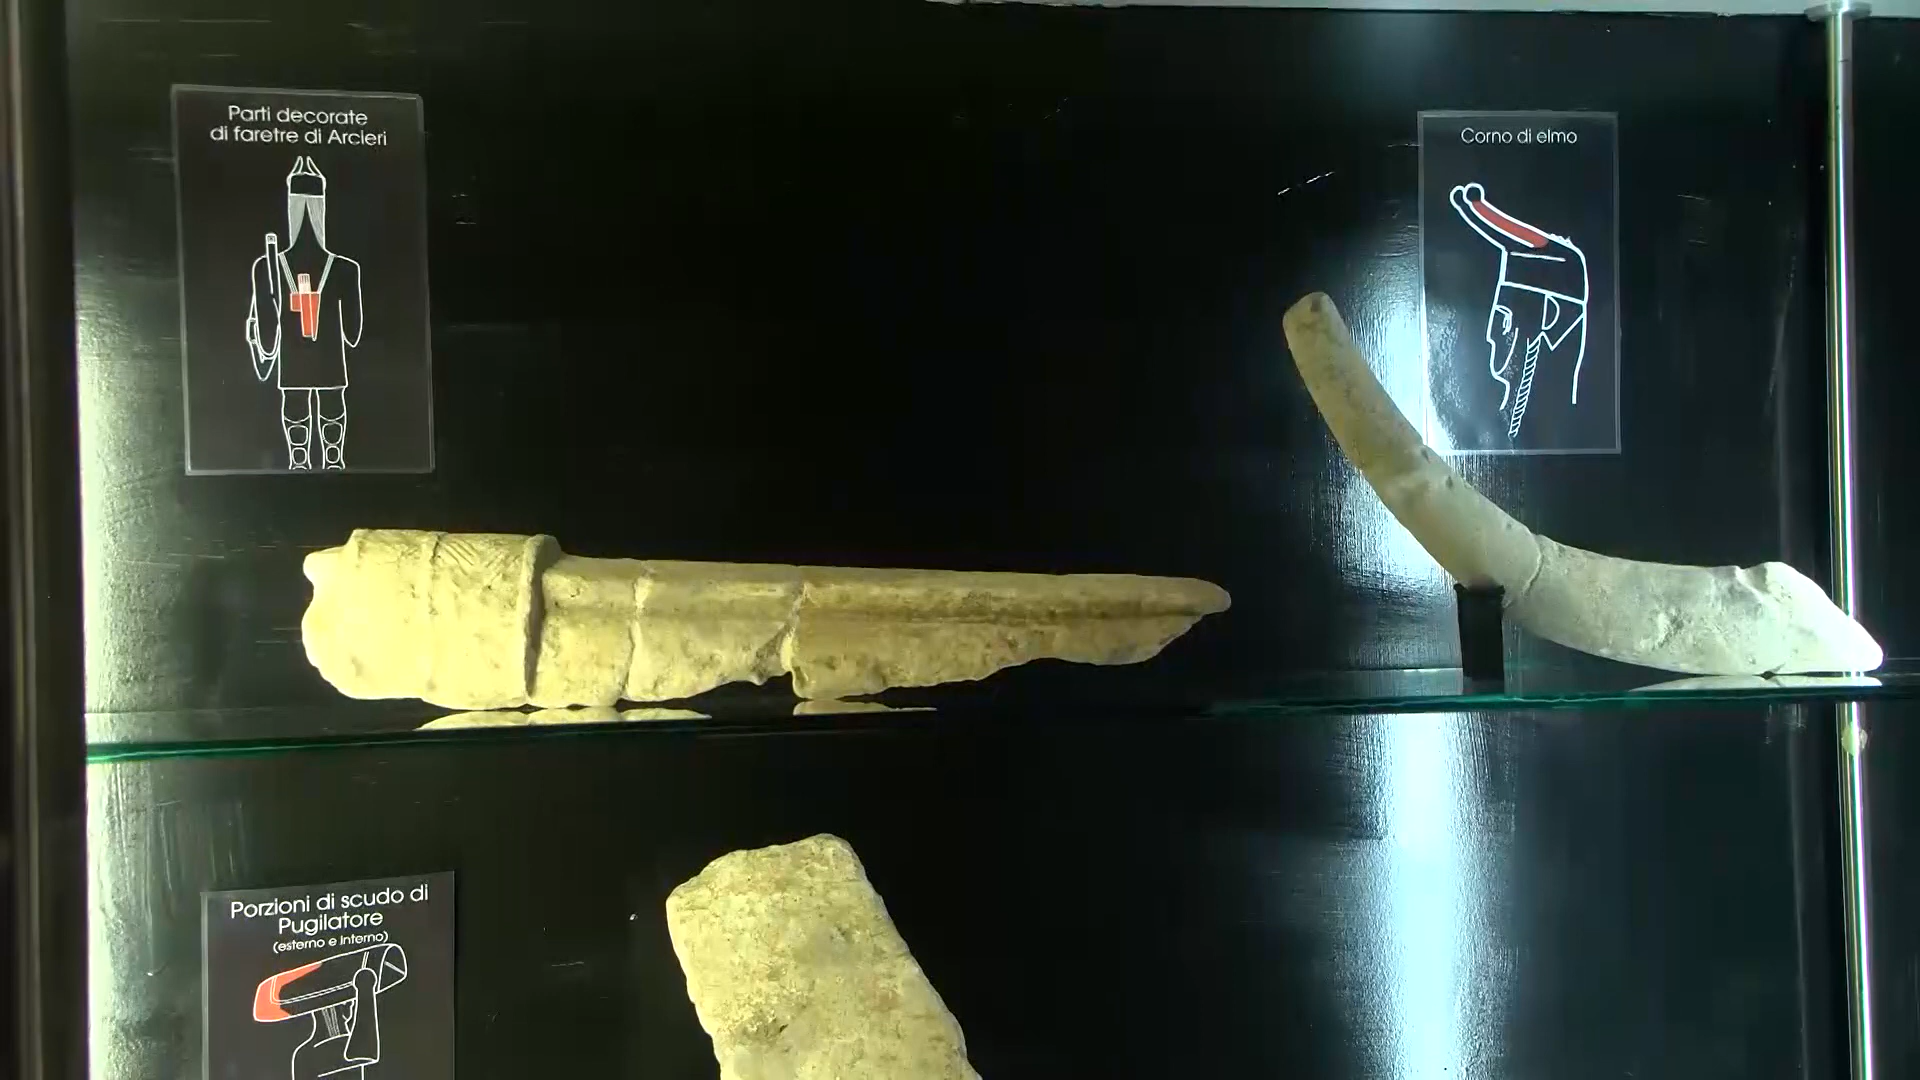 Parti decorate
di faretre di Arcieri
Corno di elmo
Porzioni di scudo di
Pugilatore
(esterno e interno)